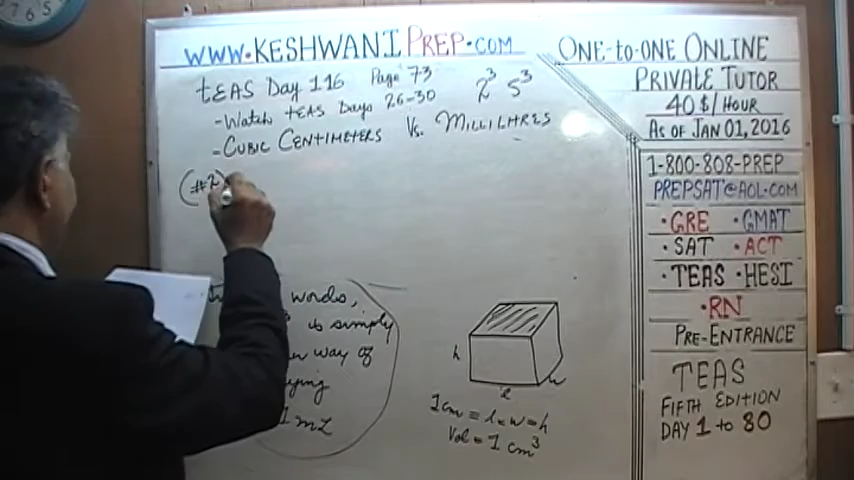 WWW.KESHWANIPREP.COM
TEAS DAY 116 Page 73
2³ 5³
- Watch TEAS Days 26-30
- CUBIC CENTIMETERS Vs. MILLILITRES
(#2)
words,
is simply
way of
1 mL
h
l
w
1cm = l = w = h
Vol = 1 cm³
ONE-TO-ONE ONLINE
PRIVATE TUTOR
40 $/HOUR
AS OF JAN 01, 2016
1-800-808-PREP
PREPSAT@AOL.COM
•GRE •GMAT
•SAT •ACT
•TEAS •HESI
•RN
PRE-ENTRANCE
TEAS
FIFTH EDITION
DAY 1 to 80